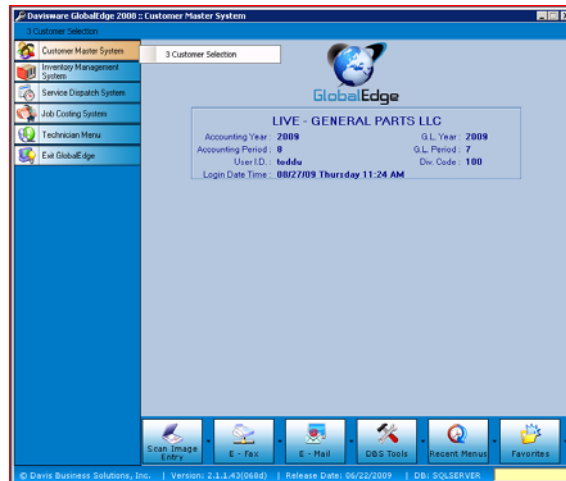 Davisware GlobalEdge 2008 :: Customer Master System
3 Customer Selection
Customer Master System
Inventory Management
System
Service Dispatch System
Job Costing System
Technician Menu
Exit GlobalEdge
3 Customer Selection
GlobalEdge
LIVE - GENERAL PARTS LLC
Accounting Year : 2009 G.L. Year : 2009
Accounting Period : 8 G.L. Period : 7
User I.D. : toddu Div. Code : 100
Login Date Time : 08/27/09 Thursday 11:24 AM
Scan Image
Entry
E - Fax
E - Mail
DBS Tools
Recent Menus
Favorites
© Davis Business Solutions, Inc. | Version: 2.1.1.43(068d) | Release Date: 06/22/2009 | DB: SQLSERVER